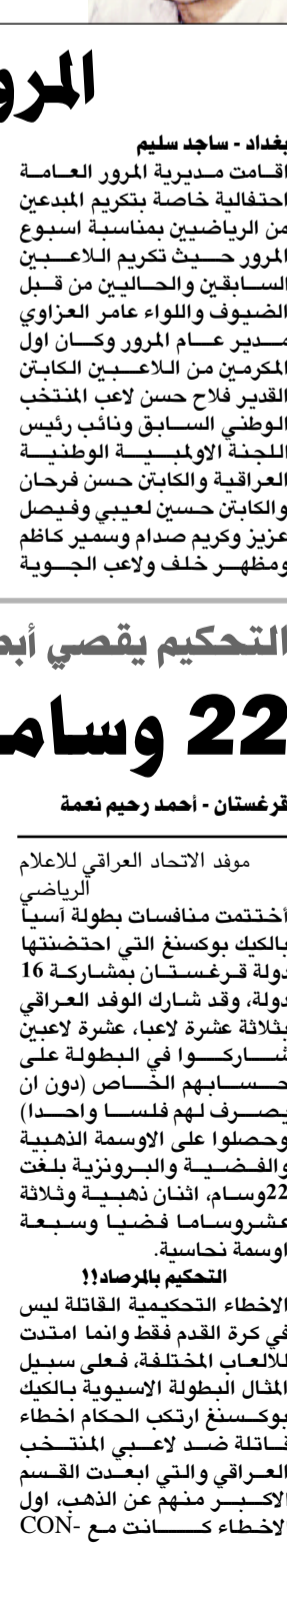 المرو
بغداد - ساجد سليم
اقامت مديرية المرور العامة
احتفالية خاصة بتكريم المبدعين
من الرياضيين بمناسبة اسبوع
المرور حيث تكريم اللاعبين
السابقين والحاليين من قبل
الضيوف واللواء عامر العزاوي
مدير عام المرور وكان اول
المكرمين من اللاعبين الكابتن
القدير فلاح حسن لاعب المنتخب
الوطني السابق ونائب رئيس
اللجنة الاولمبية الوطنية
العراقية والكابتن حسن فرحان
والكابتن حسين لعيبي وفيصل
عزيز وكريم صدام وسمير كاظم
ومظهر خلف ولاعب الجوية
التحكيم يقصي أبط
22 وساما
قرغستان - أحمد رحيم نعمة
موفد الاتحاد العراقي للاعلام
الرياضي
أختتمت منافسات بطولة آسيا
بالكيك بوكسنغ التي احتضنتها
دولة قرغستان بمشاركة 16
دولة، وقد شارك الوفد العراقي
بثلاثة عشرة لاعبا، عشرة لاعبين
شاركوا في البطولة على
حسابهم الخاص (دون ان
يصرف لهم فلسا واحدا)
وحصلوا على الاوسمة الذهبية
والفضية والبرونزية بلغت
22وسام، اثنان ذهبية وثلاثة
عشروساما فضيا وسبعة
اوسمة نحاسية.
التحكيم بالمرصاد!!
الاخطاء التحكيمية القاتلة ليس
في كرة القدم فقط وانما امتدت
للالعاب المختلفة، فعلى سبيل
المثال البطولة الاسيوية بالكيك
بوكسنغ ارتكب الحكام اخطاء
قاتلة ضد لاعبي المنتخب
العراقي والتي ابعدت القسم
الاكبر منهم عن الذهب، اول
الاخطاء كانت مع CON-